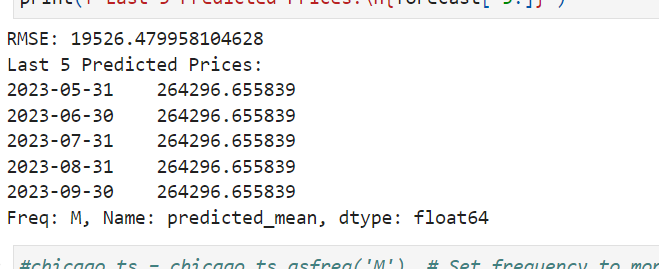 print(f"Last 5 Predicted Prices:\n{forecast[-5:]}")
RMSE: 19526.479958104628
Last 5 Predicted Prices:
2023-05-31    264296.655839
2023-06-30    264296.655839
2023-07-31    264296.655839
2023-08-31    264296.655839
2023-09-30    264296.655839
Freq: M, Name: predicted_mean, dtype: float64
#chicago_ts = chicago_ts.asfreq('M')  # Set frequency to mon